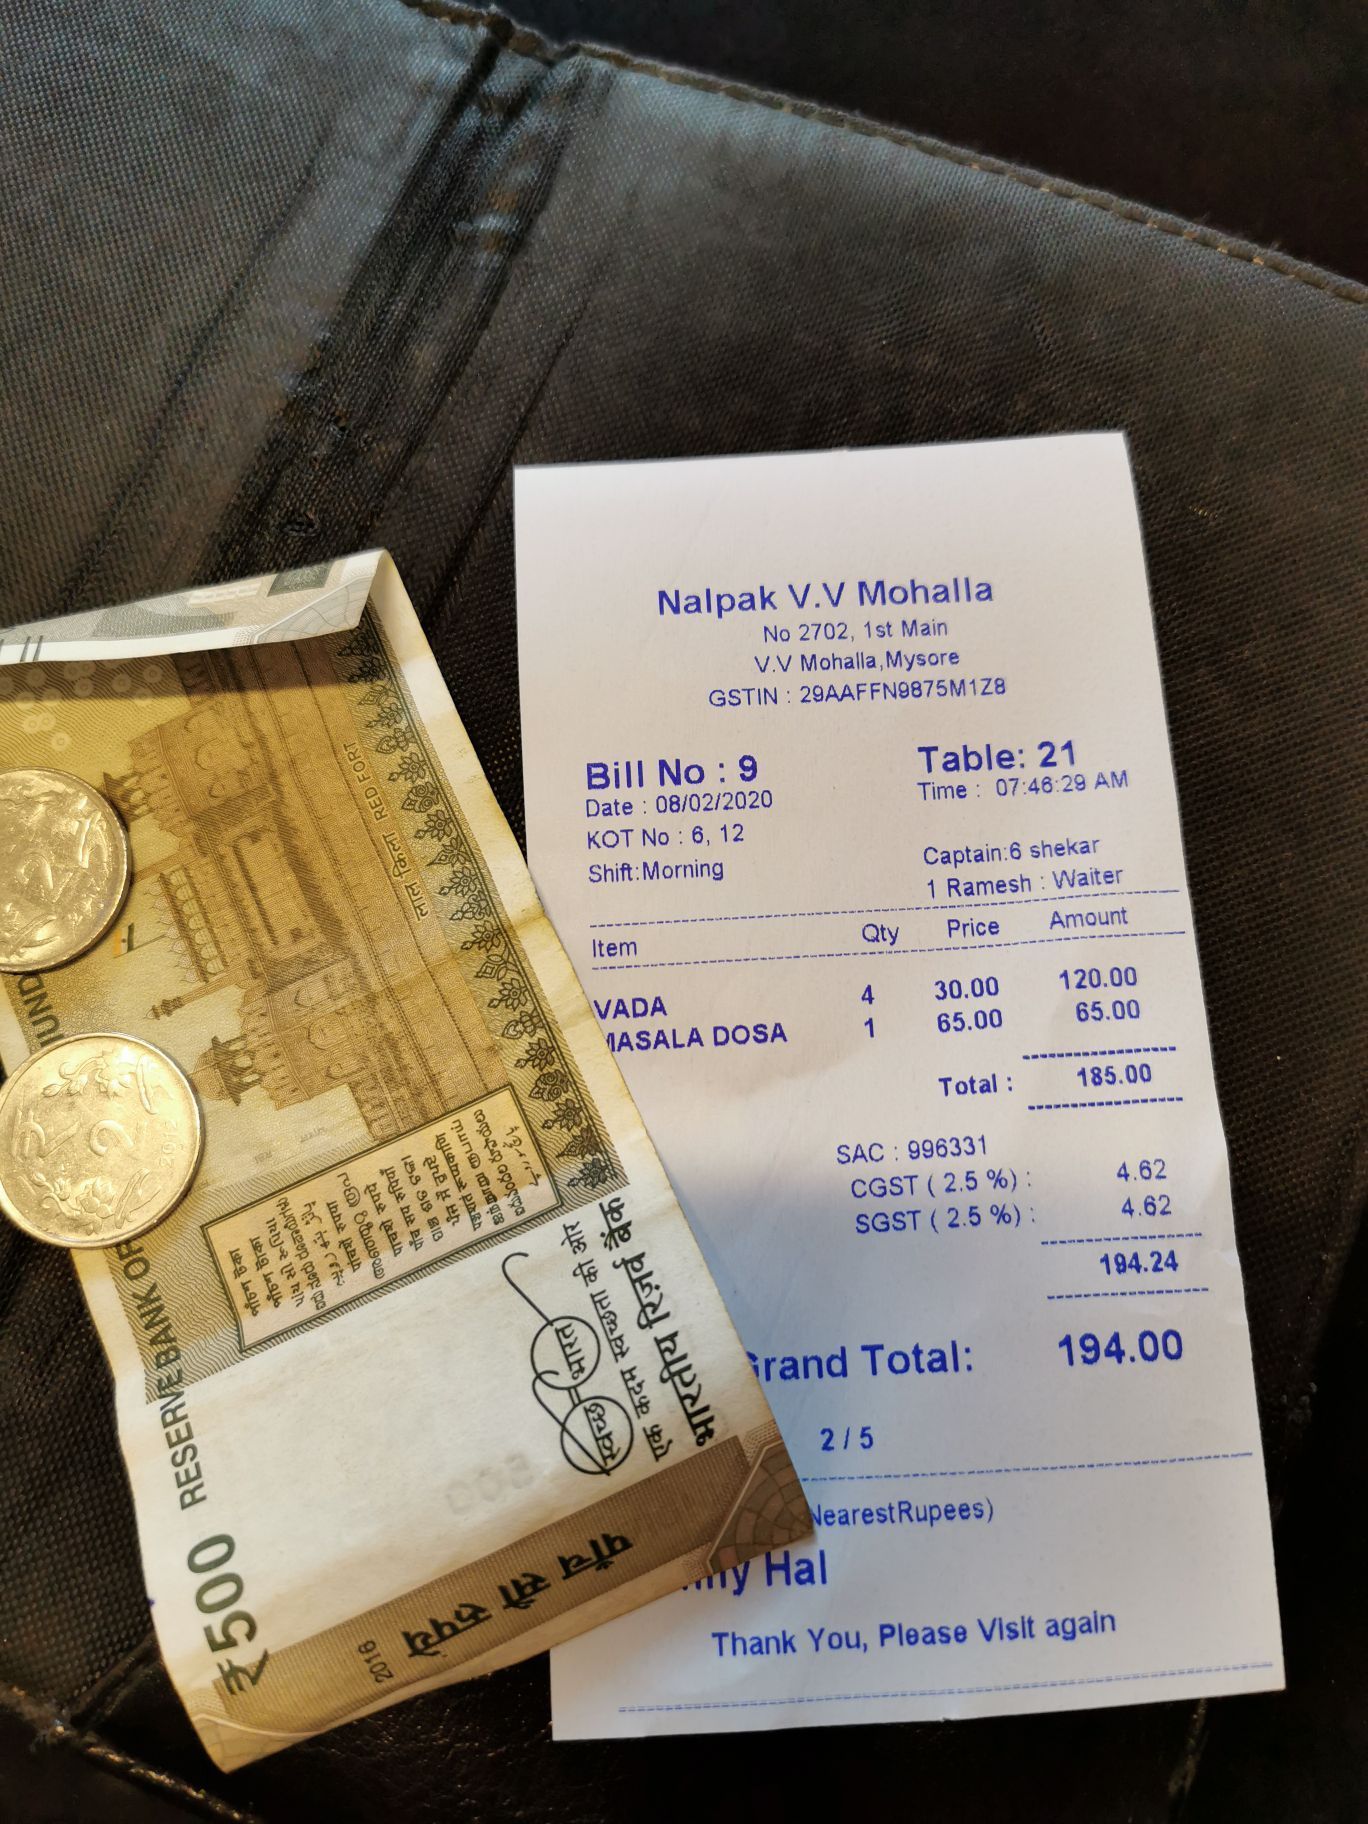 Nalpak V.V Mohalla
No 2702, 1st Main
V.V Mohalla,Mysore
GSTIN : 29AAFFN9875M1Z8
Bill No : 9 Table: 21
Date : 08/02/2020 Time : 07:46:29 AM
KOT No : 6, 12
Shift:Morning Captain:6 shekar
1 Ramesh : Waiter
Item Qty Price Amount
VADA 4 30.00 120.00
MASALA DOSA 1 65.00 65.00
Total : 185.00
SAC : 996331
CGST ( 2.5 %) : 4.62
SGST ( 2.5 %) : 4.62
194.24
Grand Total: 194.00
2 / 5
NearestRupees)
Hal
Thank You, Please Visit again
₹500 RESERVE BANK OF
भारतीय रिज़र्व बैंक
एक कदम स्वच्छता की ओर
स्वच्छ भारत
पाँच सौ रुपये
2016
लाल किला RED FORT
2
2